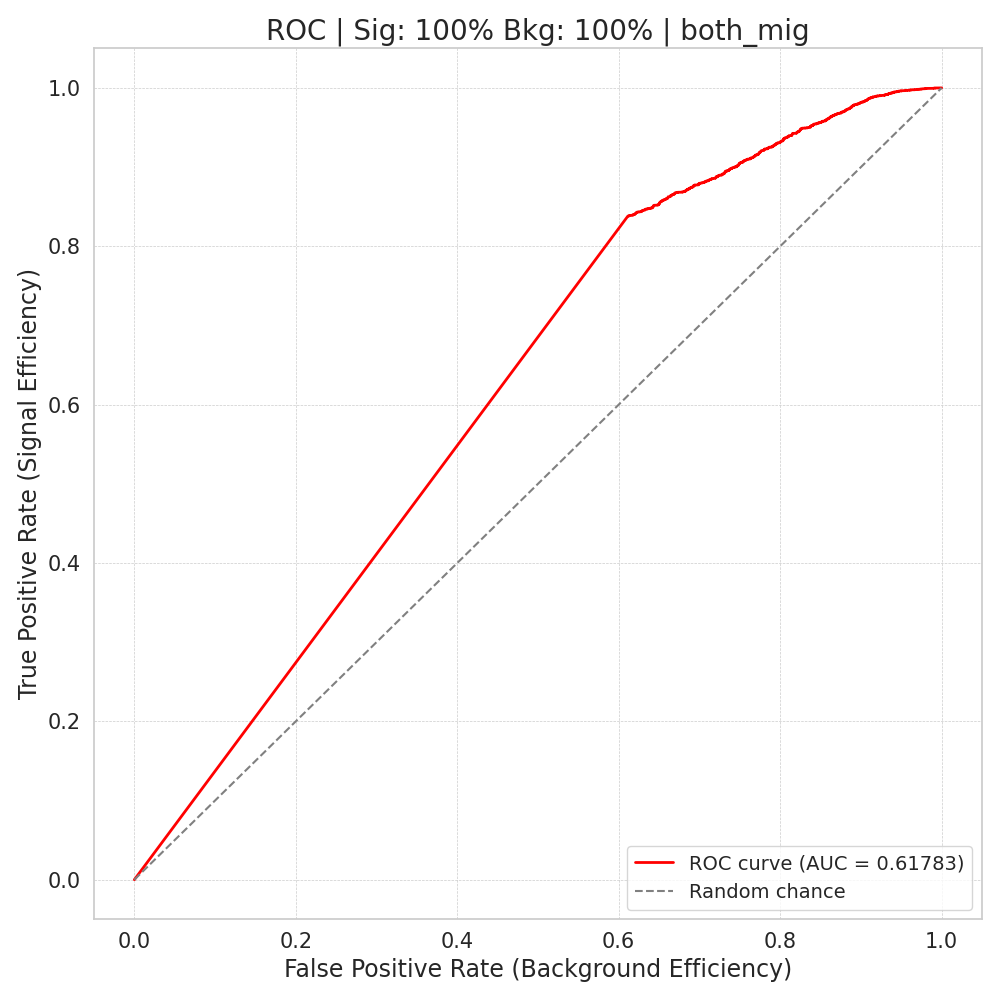 ROC | Sig: 100% Bkg: 100% | both_mig
1.0
0.8
0.6
0.4
0.2
0.0
True Positive Rate (Signal Efficiency)
ROC curve (AUC = 0.61783)
Random chance
0.0 0.2 0.4 0.6 0.8 1.0
False Positive Rate (Background Efficiency)